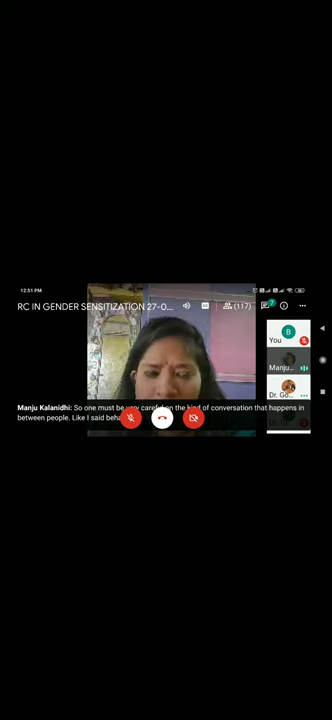 12:51 PM
RC IN GENDER SENSITIZATION 27-0...
(117)
7
B
You
Manju...
Dr. Go...
Manju Kalanidhi: So one must be very careful on the kind of conversation that happens in
between people. Like I said beha